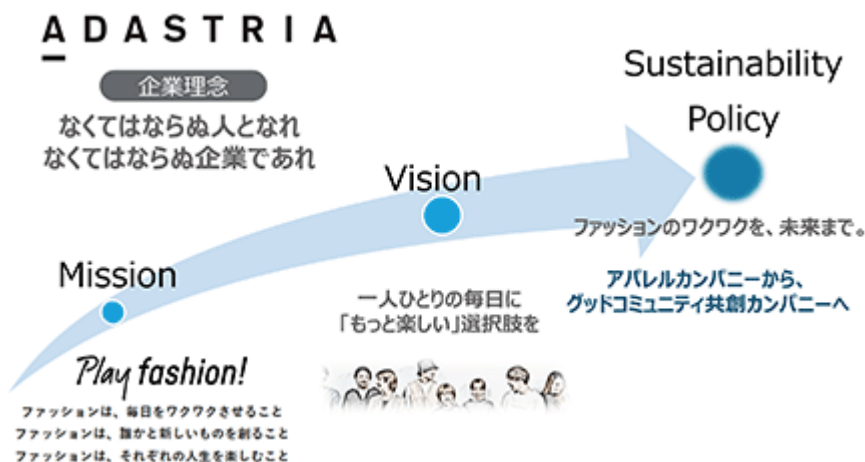 ADASTRIA
企業理念
なくてはならぬ人となれ
なくてはならぬ企業であれ
Mission
Play fashion!
ファッションは、毎日をワクワクさせること
ファッションは、誰かと新しいものを創ること
ファッションは、それぞれの人生を楽しむこと
Vision
一人ひとりの毎日に
「もっと楽しい」選択肢を
Sustainability
Policy
ファッションのワクワクを、未来まで。
アパレルカンパニーから、
グッドコミュニティ共創カンパニーへ